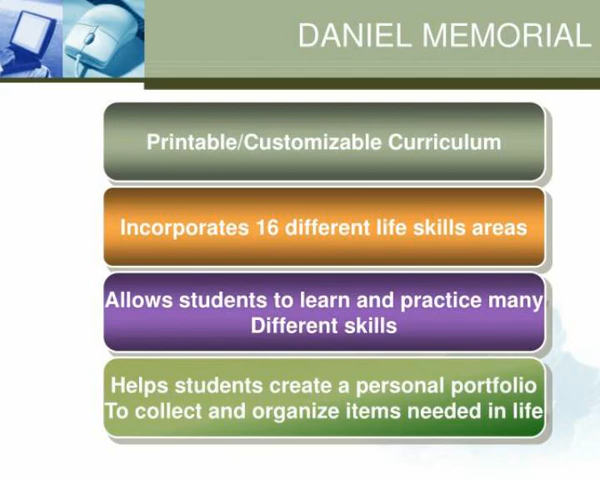 DANIEL MEMORIAL
Printable/Customizable Curriculum
Incorporates 16 different life skills areas
Allows students to learn and practice many
Different skills
Helps students create a personal portfolio
To collect and organize items needed in life